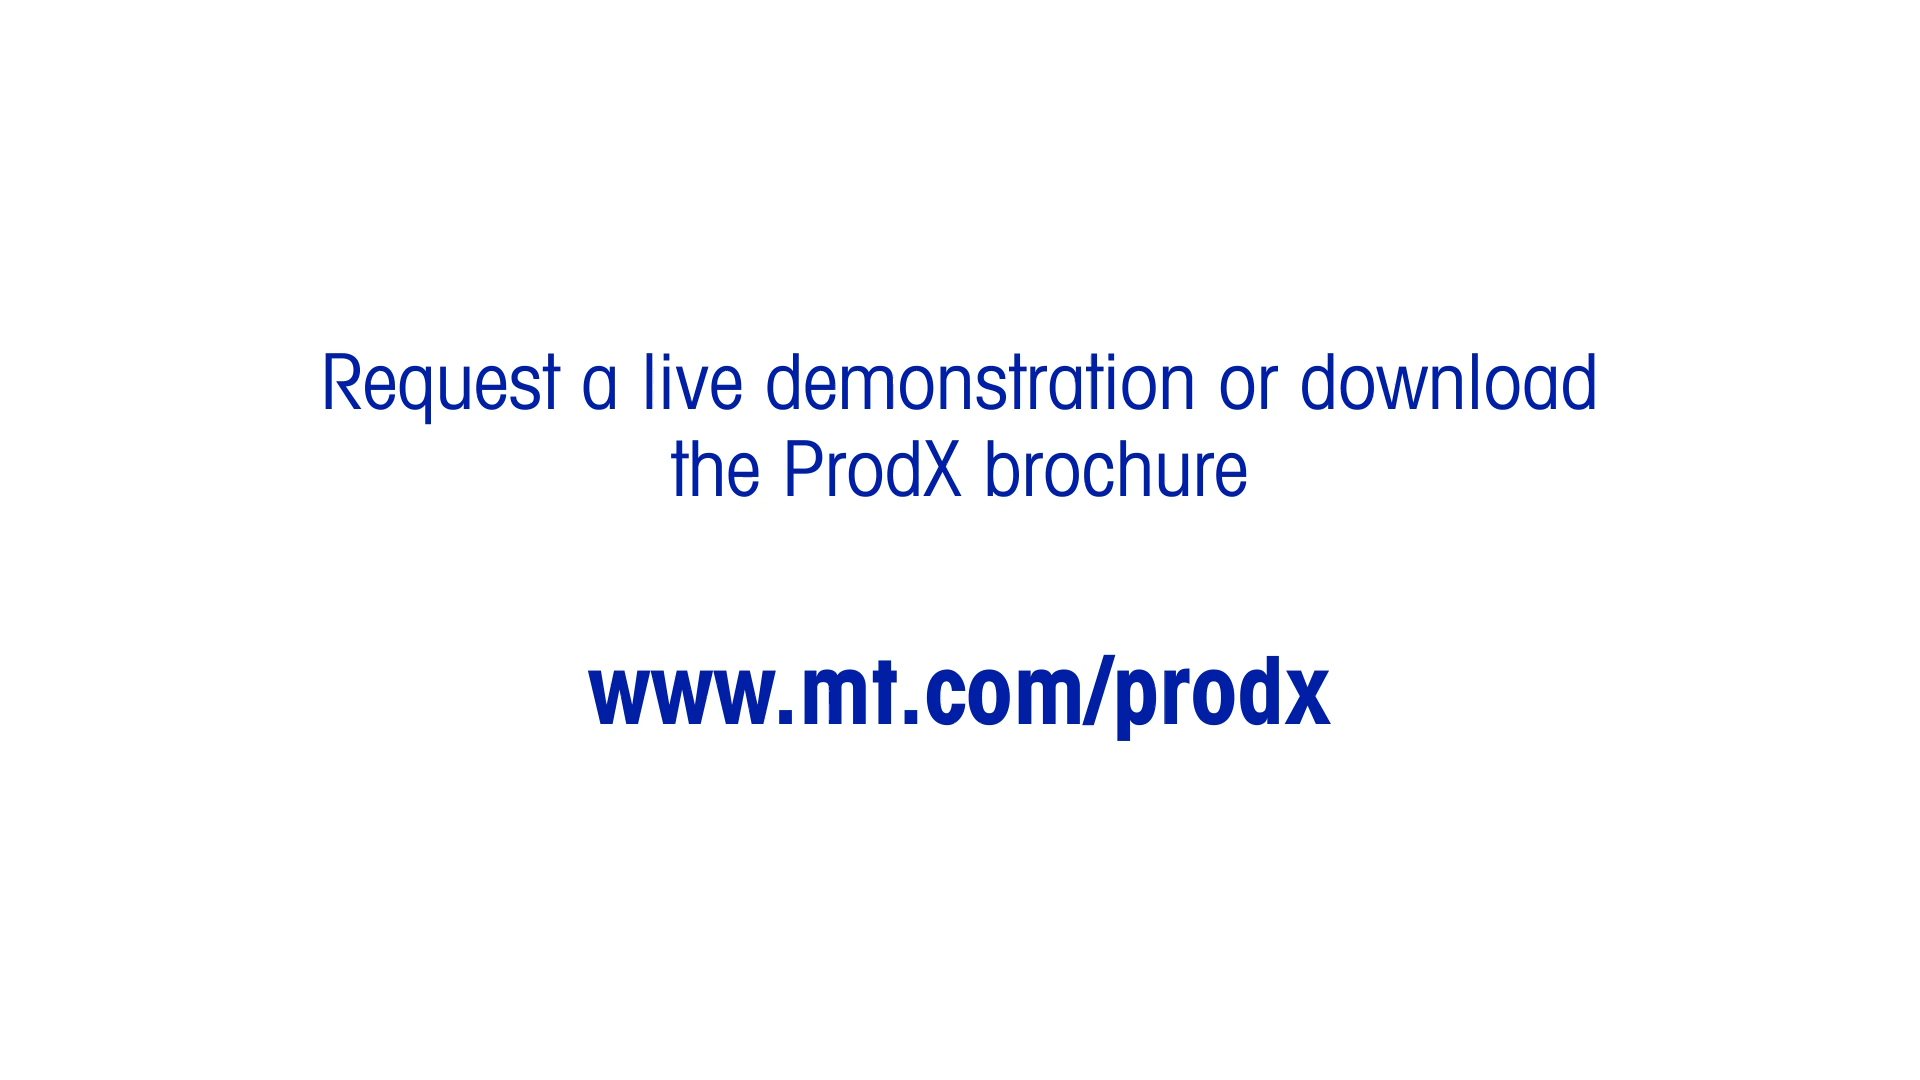 Request a live demonstration or download
the ProdX brochure
www.mt.com/prodx